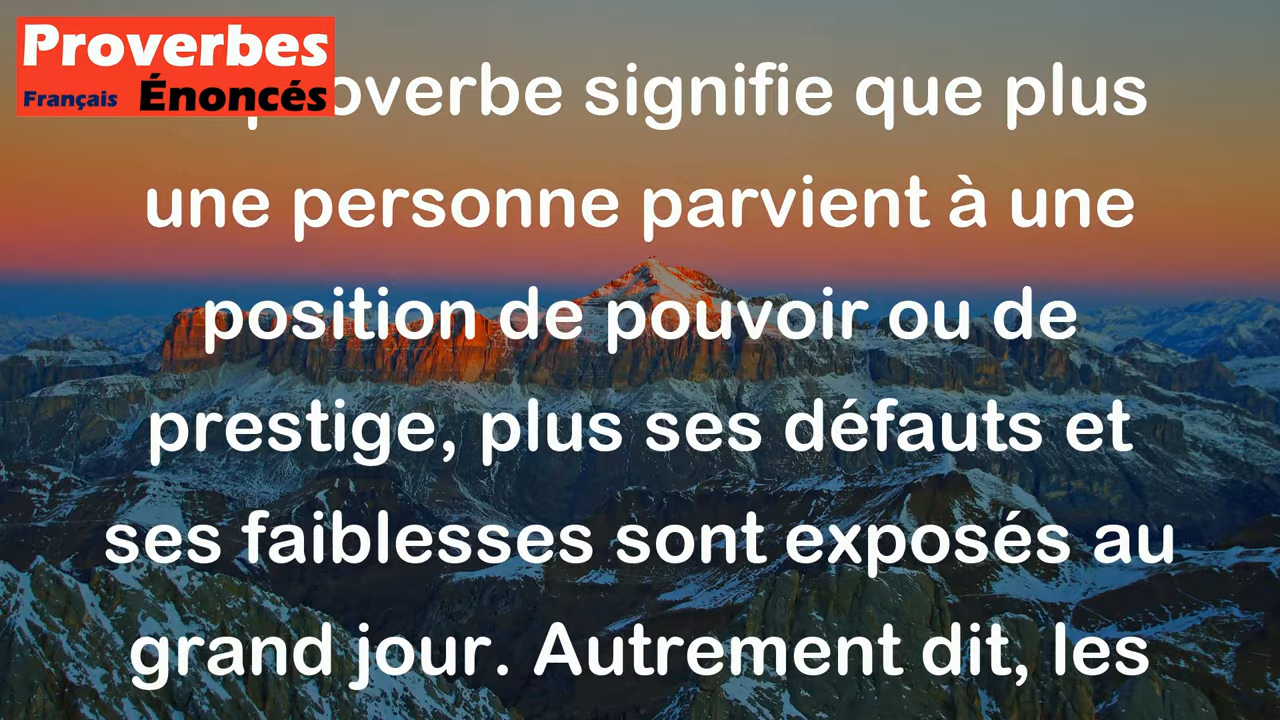 Proverbes
Français Énoncés
overbe signifie que plus
une personne parvient à une
position de pouvoir ou de
prestige, plus ses défauts et
ses faiblesses sont exposés au
grand jour. Autrement dit, les